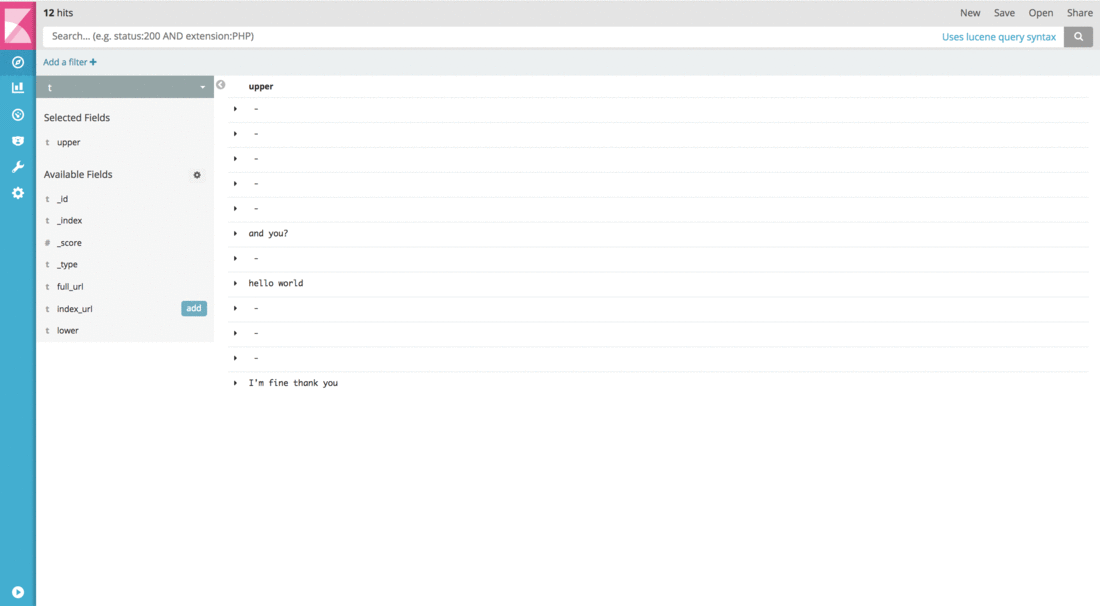 12 hits
New Save Open Share
Search... (e.g. status:200 AND extension:PHP)
Uses lucene query syntax
Add a filter +
t
Selected Fields
t upper
Available Fields
t _id
t _index
# _score
t _type
t full_url
t index_url add
t lower
upper
-
-
-
-
-
and you?
-
hello world
-
-
-
I'm fine thank you